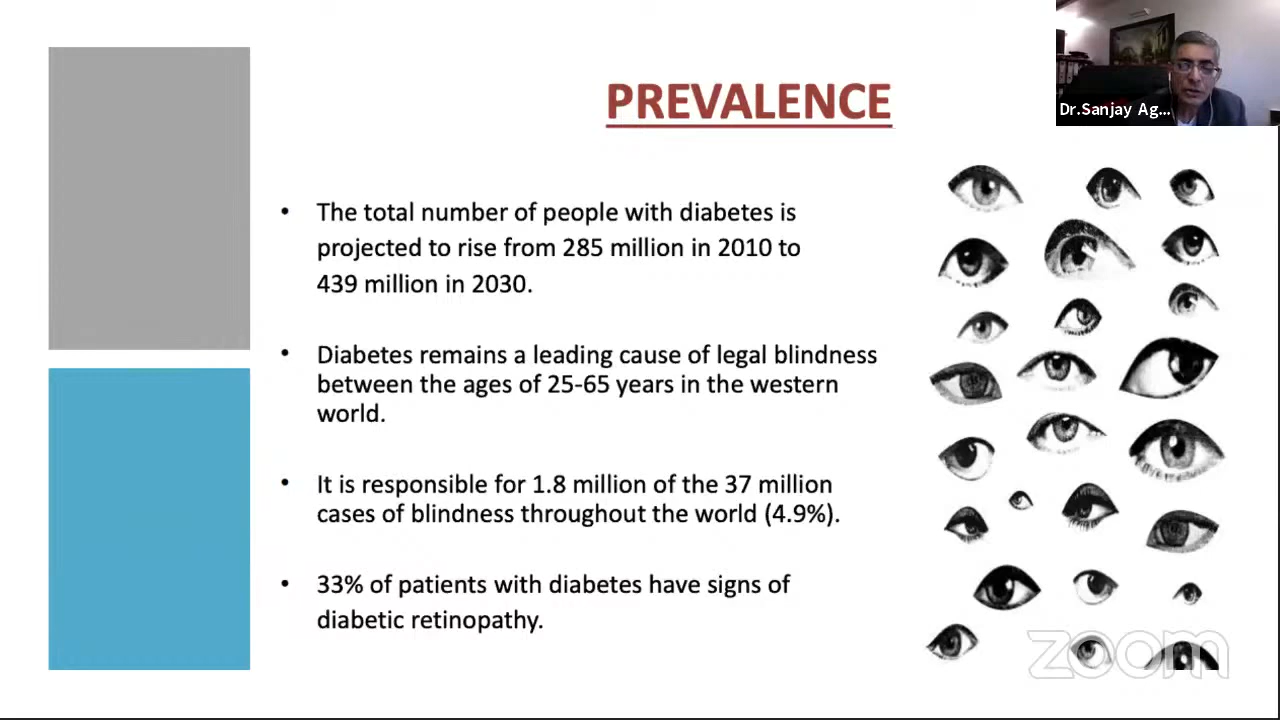 PREVALENCE
Dr.Sanjay Ag...
• The total number of people with diabetes is
projected to rise from 285 million in 2010 to
439 million in 2030.
• Diabetes remains a leading cause of legal blindness
between the ages of 25-65 years in the western
world.
• It is responsible for 1.8 million of the 37 million
cases of blindness throughout the world (4.9%).
• 33% of patients with diabetes have signs of
diabetic retinopathy.
zoom